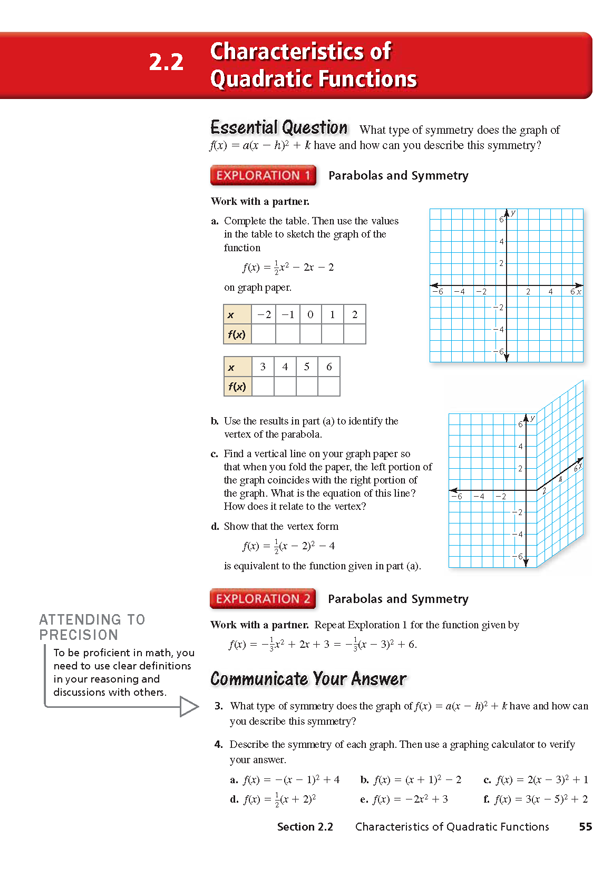 2.2
Characteristics of
Quadratic Functions
Essential Question What type of symmetry does the graph of
f(x) = a(x − h)² + k have and how can you describe this symmetry?
EXPLORATION 1 Parabolas and Symmetry
Work with a partner.
a. Complete the table. Then use the values
in the table to sketch the graph of the
function
f(x) = ½x² − 2x − 2
on graph paper.
x −2 −1 0 1 2
f(x)
x 3 4 5 6
f(x)
y
6
4
2
−6 −4 −2 2 4 6 x
−2
−4
−6
b. Use the results in part (a) to identify the
vertex of the parabola.
c. Find a vertical line on your graph paper so
that when you fold the paper, the left portion of
the graph coincides with the right portion of
the graph. What is the equation of this line?
How does it relate to the vertex?
d. Show that the vertex form
f(x) = ½(x − 2)² − 4
is equivalent to the function given in part (a).
y
6
4
2
−6 −4 −2 2 4 6 x
−2
−4
−6
EXPLORATION 2 Parabolas and Symmetry
Work with a partner. Repeat Exploration 1 for the function given by
f(x) = −⅓x² + 2x + 3 = −⅓(x − 3)² + 6.
ATTENDING TO
PRECISION
To be proficient in math, you
need to use clear definitions
in your reasoning and
discussions with others.
Communicate Your Answer
3. What type of symmetry does the graph of f(x) = a(x − h)² + k have and how can
you describe this symmetry?
4. Describe the symmetry of each graph. Then use a graphing calculator to verify
your answer.
a. f(x) = −(x − 1)² + 4 b. f(x) = (x + 1)² − 2 c. f(x) = 2(x − 3)² + 1
d. f(x) = ½(x + 2)² e. f(x) = −2x² + 3 f. f(x) = 3(x − 5)² + 2
Section 2.2 Characteristics of Quadratic Functions 55